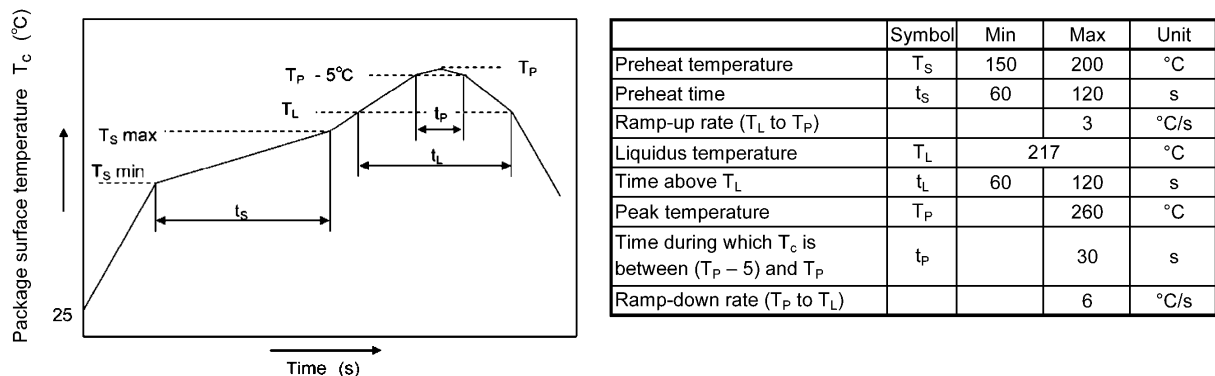 Package surface temperature T_c (°C)
T_P - 5°C
T_P
T_L
t_P
T_S max
t_L
T_S min
t_S
25
Time (s)
Symbol Min Max Unit
Preheat temperature T_S 150 200 °C
Preheat time t_S 60 120 s
Ramp-up rate (T_L to T_P) 3 °C/s
Liquidus temperature T_L 217 °C
Time above T_L t_L 60 120 s
Peak temperature T_P 260 °C
Time during which T_c is
between (T_P – 5) and T_P t_P 30 s
Ramp-down rate (T_P to T_L) 6 °C/s